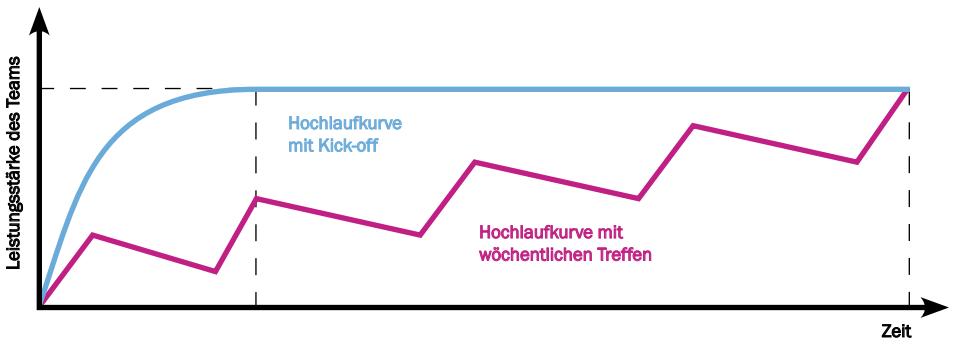 Leistungsstärke des Teams
Hochlaufkurve
mit Kick-off
Hochlaufkurve mit
wöchentlichen Treffen
Zeit